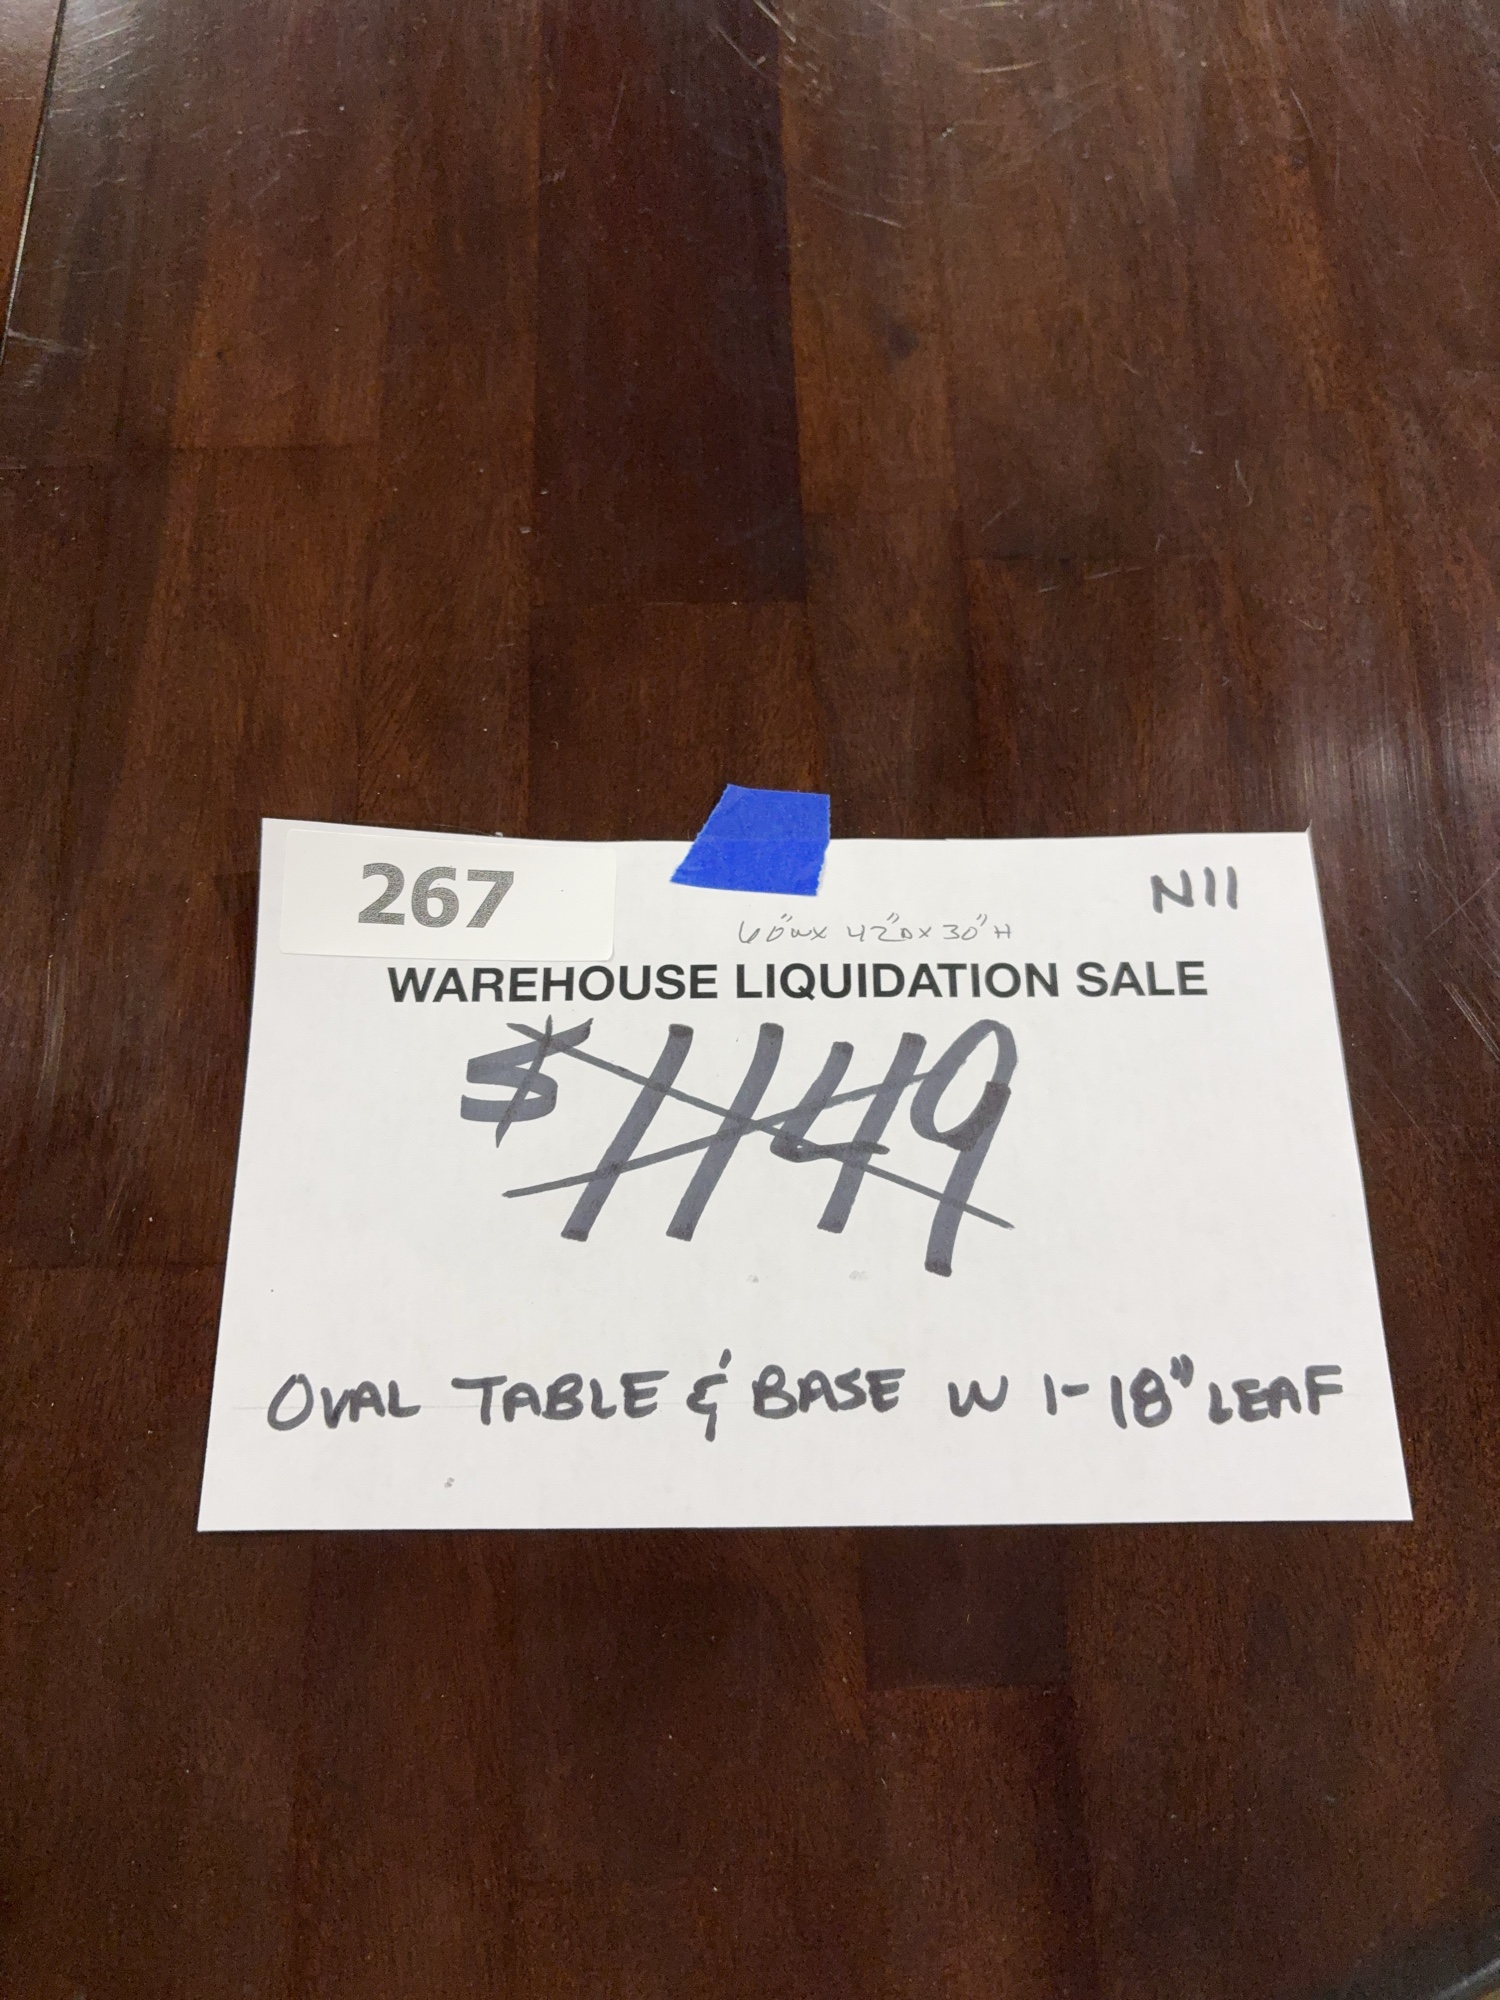 267
N11
60"W X 42"D X 30"H
WAREHOUSE LIQUIDATION SALE
$1149
OVAL TABLE & BASE W 1-18" LEAF